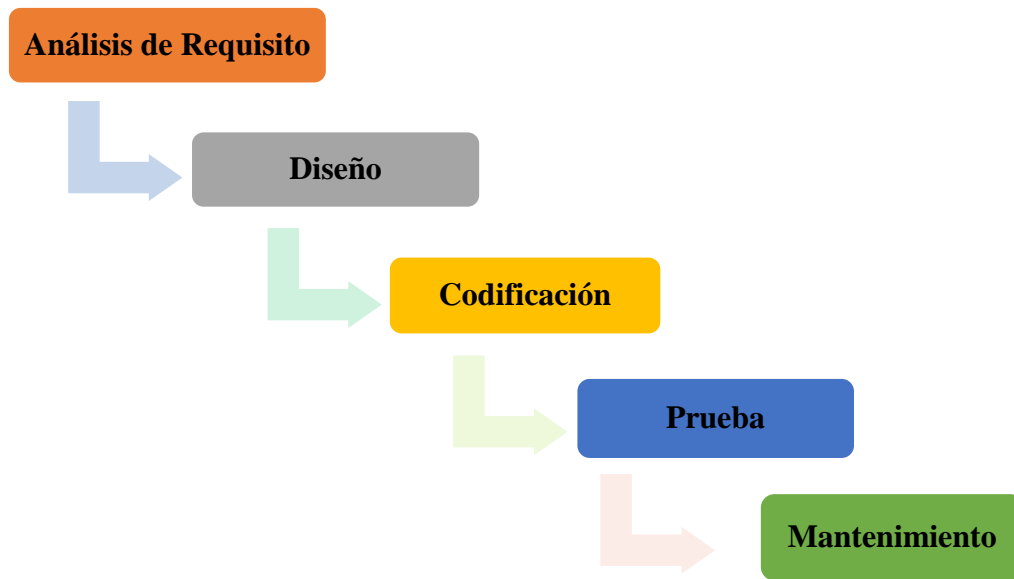 Análisis de Requisito
Diseño
Codificación
Prueba
Mantenimiento